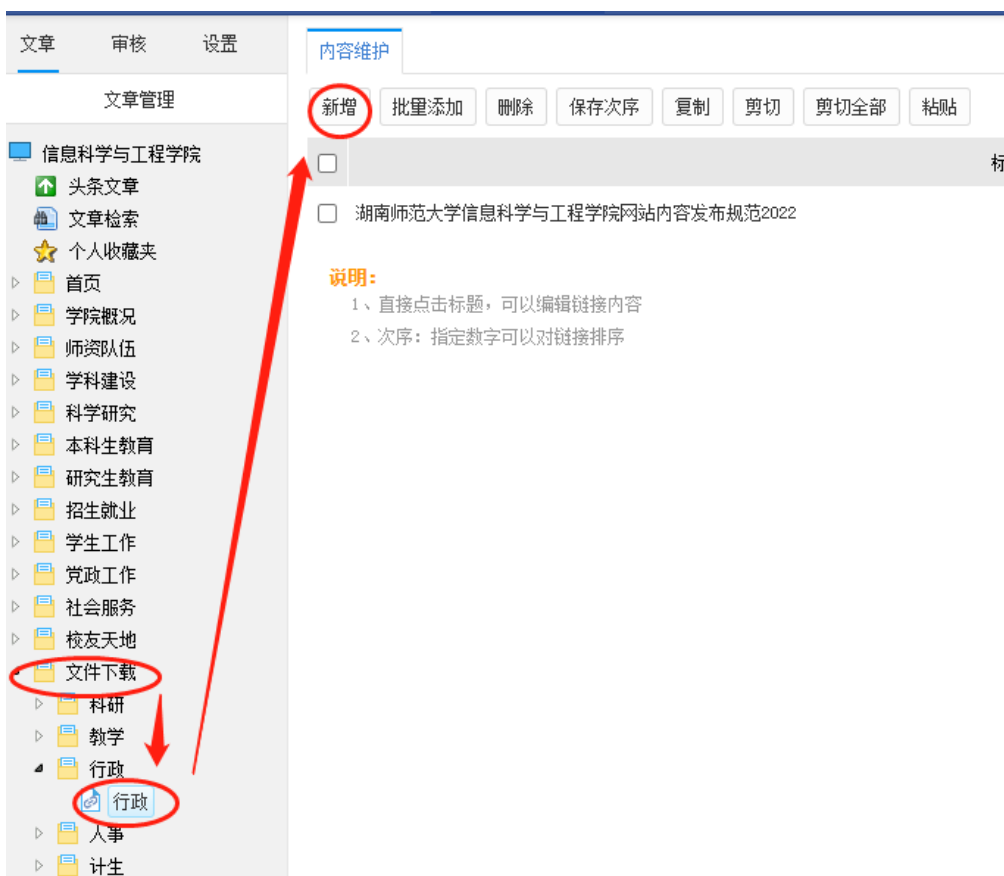 文章 审核 设置
文章管理
信息科学与工程学院
头条文章
文章检索
个人收藏夹
首页
学院概况
师资队伍
学科建设
科学研究
本科生教育
研究生教育
招生就业
学生工作
党政工作
社会服务
校友天地
文件下载
科研
教学
行政
行政
人事
计生
内容维护
新增 批量添加 删除 保存次序 复制 剪切 剪切全部 粘贴
标
湖南师范大学信息科学与工程学院网站内容发布规范2022
说明：
1、直接点击标题，可以编辑链接内容
2、次序：指定数字可以对链接排序